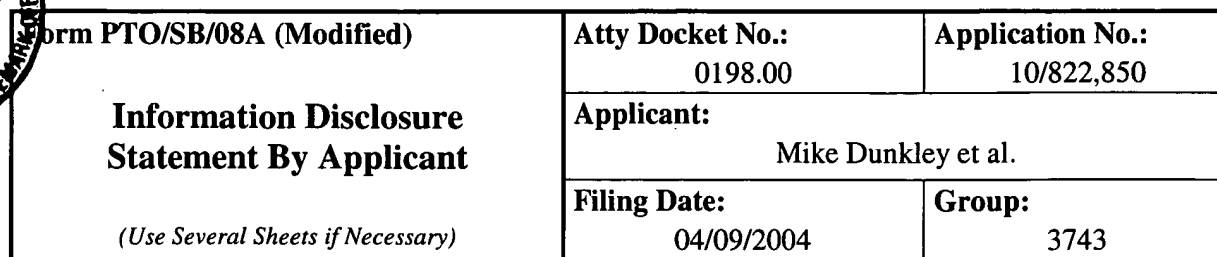 orm PTO/SB/08A (Modified)
Information Disclosure
Statement By Applicant
(Use Several Sheets if Necessary)
Atty Docket No.:
0198.00
Application No.:
10/822,850
Applicant:
Mike Dunkley et al.
Filing Date:
04/09/2004
Group:
3743